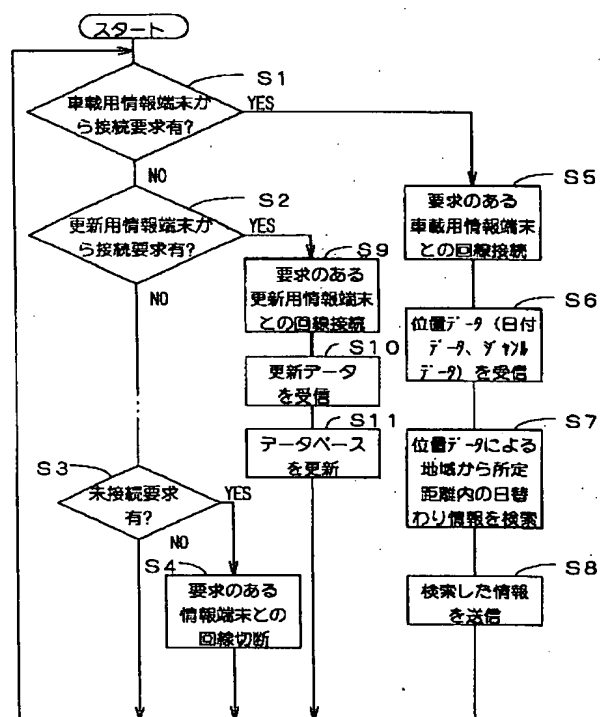 スタート
S1
車載用情報端末か
ら接続要求有?
YES
NO
S2
更新用情報端末か
ら接続要求有?
YES
NO
S3
未接続要求
有?
YES
NO
S4
要求のある
情報端末との
回線切断
S9
要求のある
更新用情報端末
との回線接続
S10
更新データ
を受信
S11
データベース
を更新
S5
要求のある
車載用情報端末
との回線接続
S6
位置データ(日付
データ、ジャンル
データ)を受信
S7
位置データによる
地域から所定
距離内の日替
わり情報を検索
S8
検索した情報
を送信